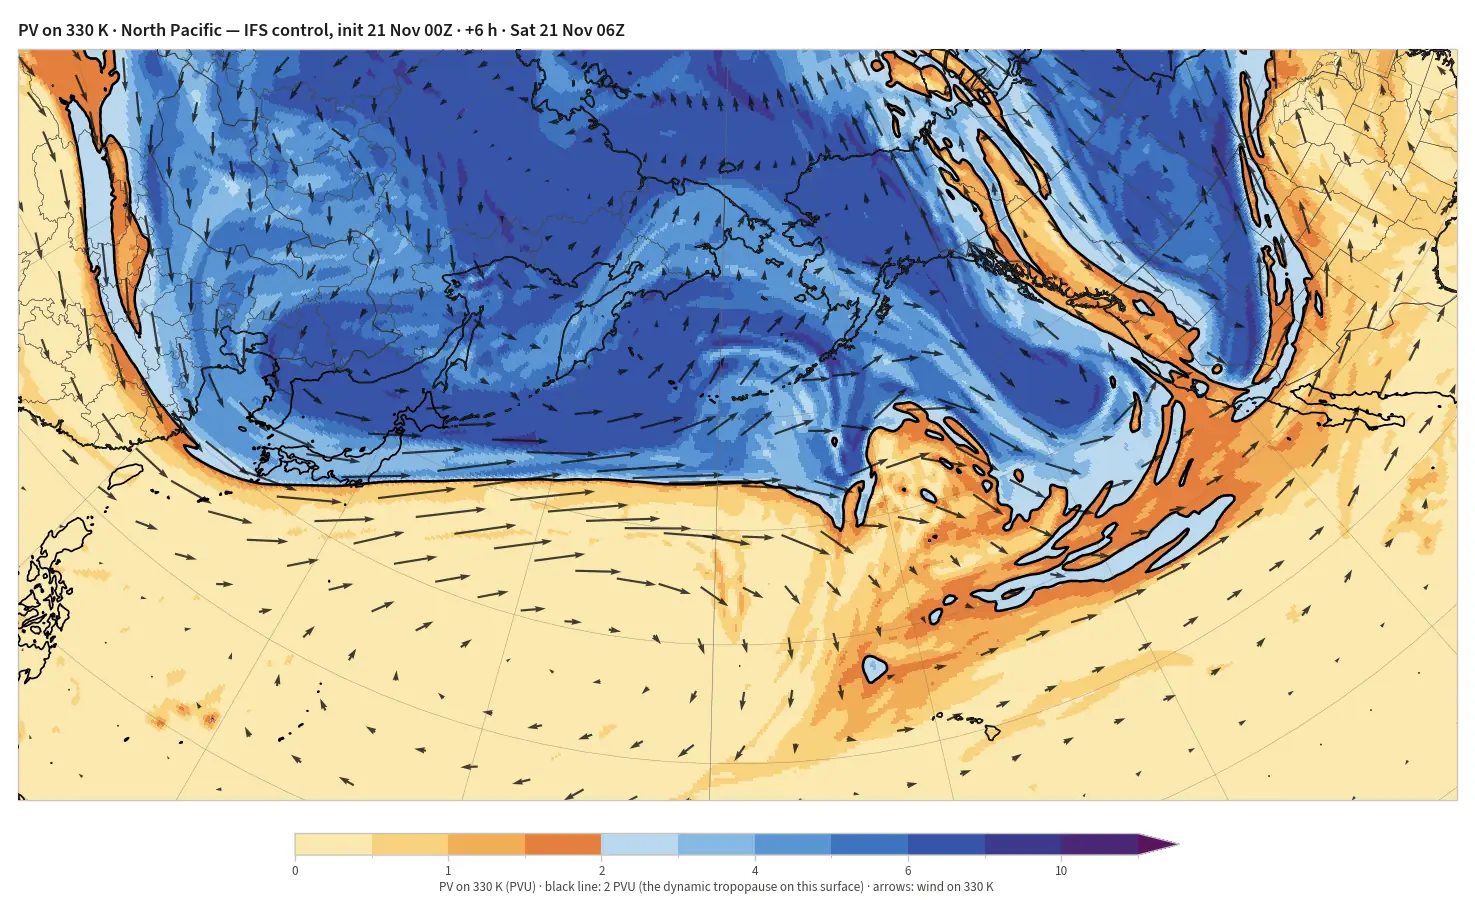 PV on 330 K · North Pacific — IFS control, init 21 Nov 00Z · +6 h · Sat 21 Nov 06Z
0 1 2 4 6 10
PV on 330 K (PVU) · black line: 2 PVU (the dynamic tropopause on this surface) · arrows: wind on 330 K